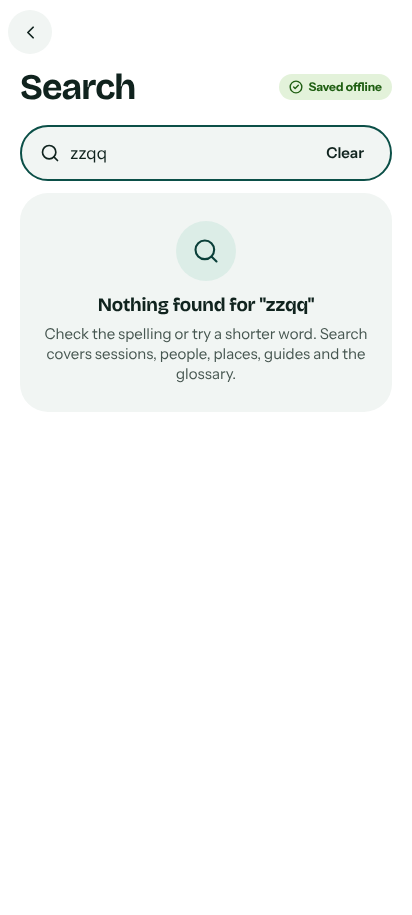 Search
Saved offline
zzqq
Clear
Nothing found for "zzqq"
Check the spelling or try a shorter word. Search
covers sessions, people, places, guides and the
glossary.